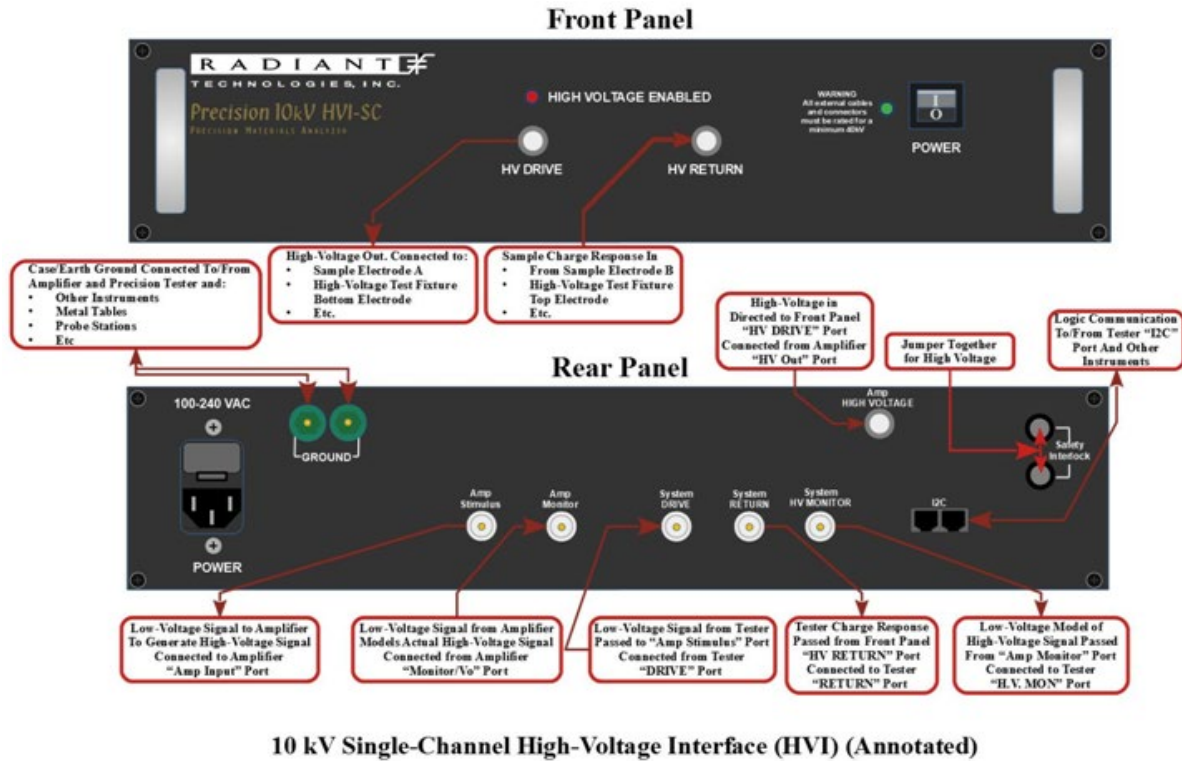 Front Panel
RADIANT
TECHNOLOGIES, INC.
Precision 10kV HVI-SC
PRECISION MATERIALS ANALYZER
HIGH VOLTAGE ENABLED
HV DRIVE
HV RETURN
WARNING
All external cables
and connectors
must be rated for a
minimum 40kV
POWER
Case/Earth Ground Connected To/From
Amplifier and Precision Tester and:
• Other Instruments
• Metal Tables
• Probe Stations
• Etc
High-Voltage Out. Connected to:
• Sample Electrode A
• High-Voltage Test Fixture
Bottom Electrode
• Etc.
Sample Charge Response In
• From Sample Electrode B
• High-Voltage Test Fixture
Top Electrode
• Etc.
High-Voltage in
Directed to Front Panel
“HV DRIVE” Port
Connected from Amplifier
“HV Out” Port
Jumper Together
for High Voltage
Logic Communication
To/From Tester “I2C”
Port And Other
Instruments
Rear Panel
100-240 VAC
GROUND
POWER
Amp
Stimulus
Amp
Monitor
System
DRIVE
System
RETURN
System
HV MONITOR
Amp
HIGH VOLTAGE
Safety
Interlock
I2C
Low-Voltage Signal to Amplifier
To Generate High-Voltage Signal
Connected to Amplifier
“Amp Input” Port
Low-Voltage Signal from Amplifier
Models Actual High-Voltage Signal
Connected from Amplifier
“Monitor/Vo” Port
Low-Voltage Signal from Tester
Passed to “Amp Stimulus” Port
Connected from Tester
“DRIVE” Port
Tester Charge Response
Passed from Front Panel
“HV RETURN” Port
Connected to Tester
“RETURN” Port
Low-Voltage Model of
High-Voltage Signal Passed
From “Amp Monitor” Port
Connected to Tester
“H.V. MON” Port
10 kV Single-Channel High-Voltage Interface (HVI) (Annotated)